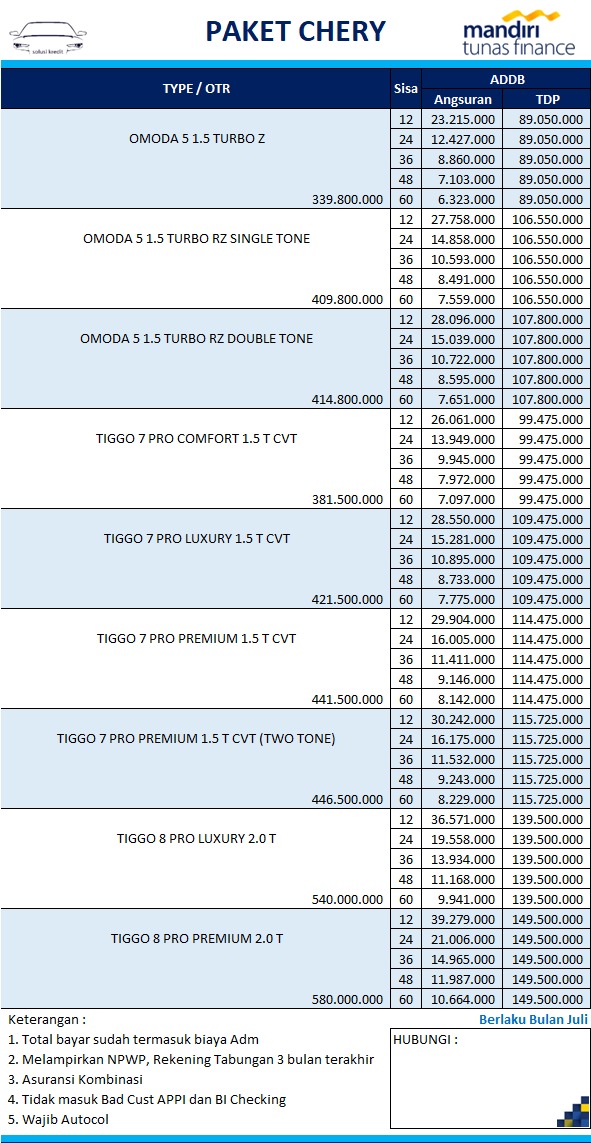 solusi kredit
PAKET CHERY
mandiri
tunas finance
TYPE / OTR Sisa ADDB
Angsuran TDP
12 23.215.000 89.050.000
OMODA 5 1.5 TURBO Z 24 12.427.000 89.050.000
36 8.860.000 89.050.000
48 7.103.000 89.050.000
339.800.000 60 6.323.000 89.050.000
12 27.758.000 106.550.000
OMODA 5 1.5 TURBO RZ SINGLE TONE 24 14.858.000 106.550.000
36 10.593.000 106.550.000
48 8.491.000 106.550.000
409.800.000 60 7.559.000 106.550.000
12 28.096.000 107.800.000
OMODA 5 1.5 TURBO RZ DOUBLE TONE 24 15.039.000 107.800.000
36 10.722.000 107.800.000
48 8.595.000 107.800.000
414.800.000 60 7.651.000 107.800.000
12 26.061.000 99.475.000
TIGGO 7 PRO COMFORT 1.5 T CVT 24 13.949.000 99.475.000
36 9.945.000 99.475.000
48 7.972.000 99.475.000
381.500.000 60 7.097.000 99.475.000
12 28.550.000 109.475.000
TIGGO 7 PRO LUXURY 1.5 T CVT 24 15.281.000 109.475.000
36 10.895.000 109.475.000
48 8.733.000 109.475.000
421.500.000 60 7.775.000 109.475.000
12 29.904.000 114.475.000
TIGGO 7 PRO PREMIUM 1.5 T CVT 24 16.005.000 114.475.000
36 11.411.000 114.475.000
48 9.146.000 114.475.000
441.500.000 60 8.142.000 114.475.000
12 30.242.000 115.725.000
TIGGO 7 PRO PREMIUM 1.5 T CVT (TWO TONE) 24 16.175.000 115.725.000
36 11.532.000 115.725.000
48 9.243.000 115.725.000
446.500.000 60 8.229.000 115.725.000
12 36.571.000 139.500.000
TIGGO 8 PRO LUXURY 2.0 T 24 19.558.000 139.500.000
36 13.934.000 139.500.000
48 11.168.000 139.500.000
540.000.000 60 9.941.000 139.500.000
12 39.279.000 149.500.000
TIGGO 8 PRO PREMIUM 2.0 T 24 21.006.000 149.500.000
36 14.965.000 149.500.000
48 11.987.000 149.500.000
580.000.000 60 10.664.000 149.500.000
Keterangan : Berlaku Bulan Juli
1. Total bayar sudah termasuk biaya Adm
2. Melampirkan NPWP, Rekening Tabungan 3 bulan terakhir
3. Asuransi Kombinasi
4. Tidak masuk Bad Cust APPI dan BI Checking
5. Wajib Autocol
HUBUNGI :